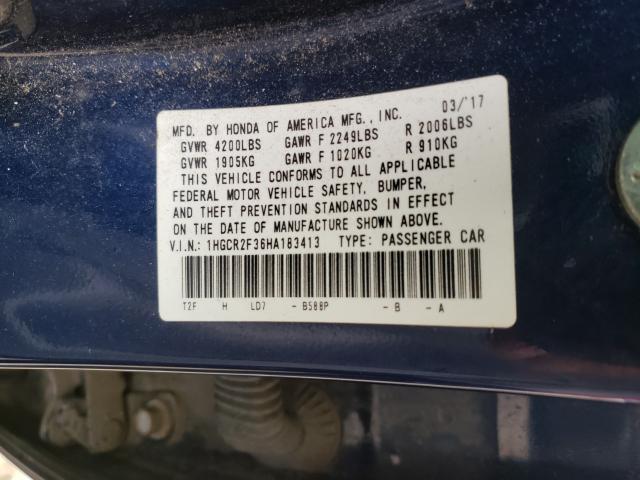 MFD. BY HONDA OF AMERICA MFG., INC. 03/'17
GVWR 4200LBS GAWR F 2249LBS R 2006LBS
GVWR 1905KG GAWR F 1020KG R 910KG
THIS VEHICLE CONFORMS TO ALL APPLICABLE
FEDERAL MOTOR VEHICLE SAFETY, BUMPER,
AND THEFT PREVENTION STANDARDS IN EFFECT
ON THE DATE OF MANUFACTURE SHOWN ABOVE.
V.I.N.: 1HGCR2F36HA183413 TYPE: PASSENGER CAR
T2F H LD7 -B588P -B -A